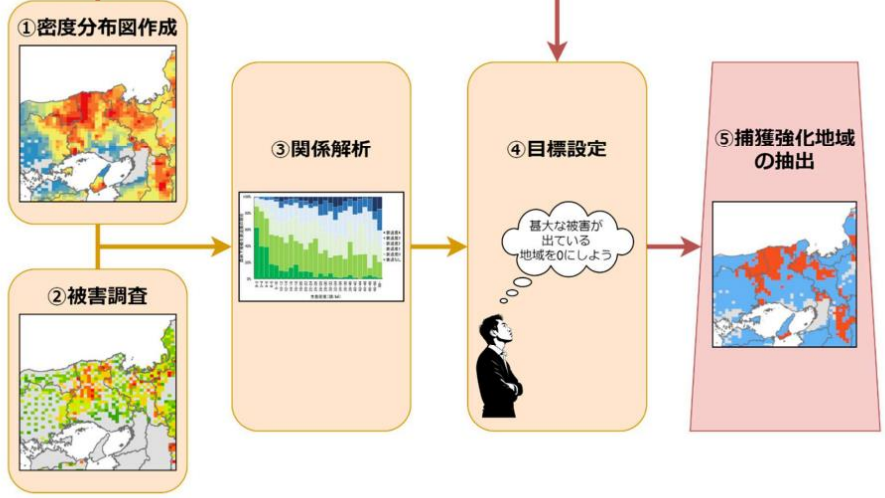 ①密度分布図作成
②被害調査
③関係解析
④目標設定
甚大な被害が
出ている
地域を0にしよう
⑤捕獲強化地域
の抽出